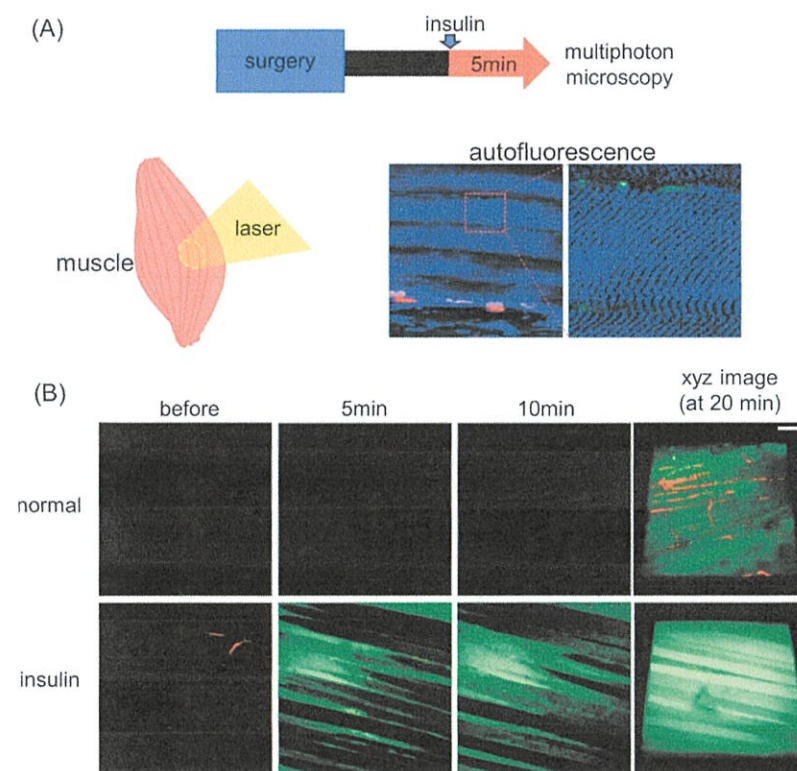 (A)
insulin
surgery
5min
multiphoton
microscopy
autofluorescence
laser
muscle
(B)
before
5min
10min
xyz image
(at 20 min)
normal
insulin